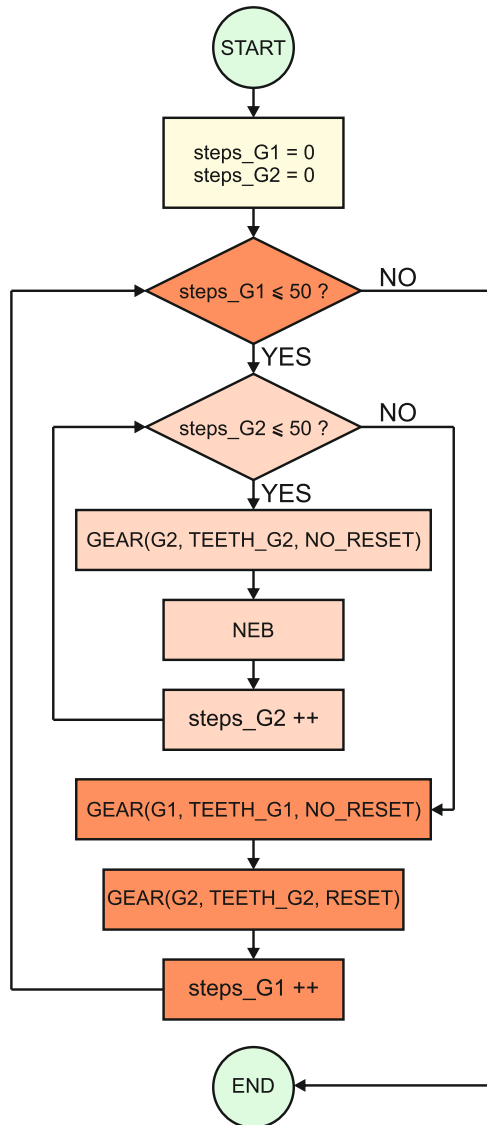 START
steps_G1 = 0
steps_G2 = 0
steps_G1 ⩽ 50 ?
NO
YES
steps_G2 ⩽ 50 ?
NO
YES
GEAR(G2, TEETH_G2, NO_RESET)
NEB
steps_G2 ++
GEAR(G1, TEETH_G1, NO_RESET)
GEAR(G2, TEETH_G2, RESET)
steps_G1 ++
END